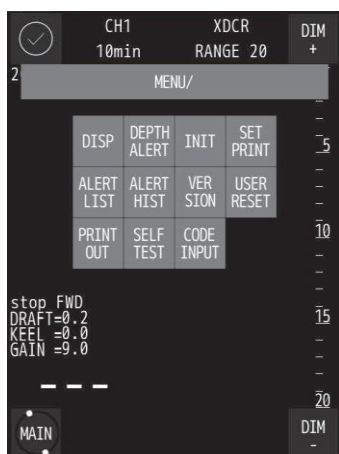 CH1 XDCR DIM
10min RANGE 20 +
2
MENU/
DISP DEPTH ALERT INIT SET PRINT
5
ALERT LIST ALERT HIST VER SION USER RESET
10
PRINT OUT SELF TEST CODE INPUT
stop FWD
DRAFT=0.2
15
KEEL =0.0
GAIN =9.0
- - -
20
MAIN DIM
-